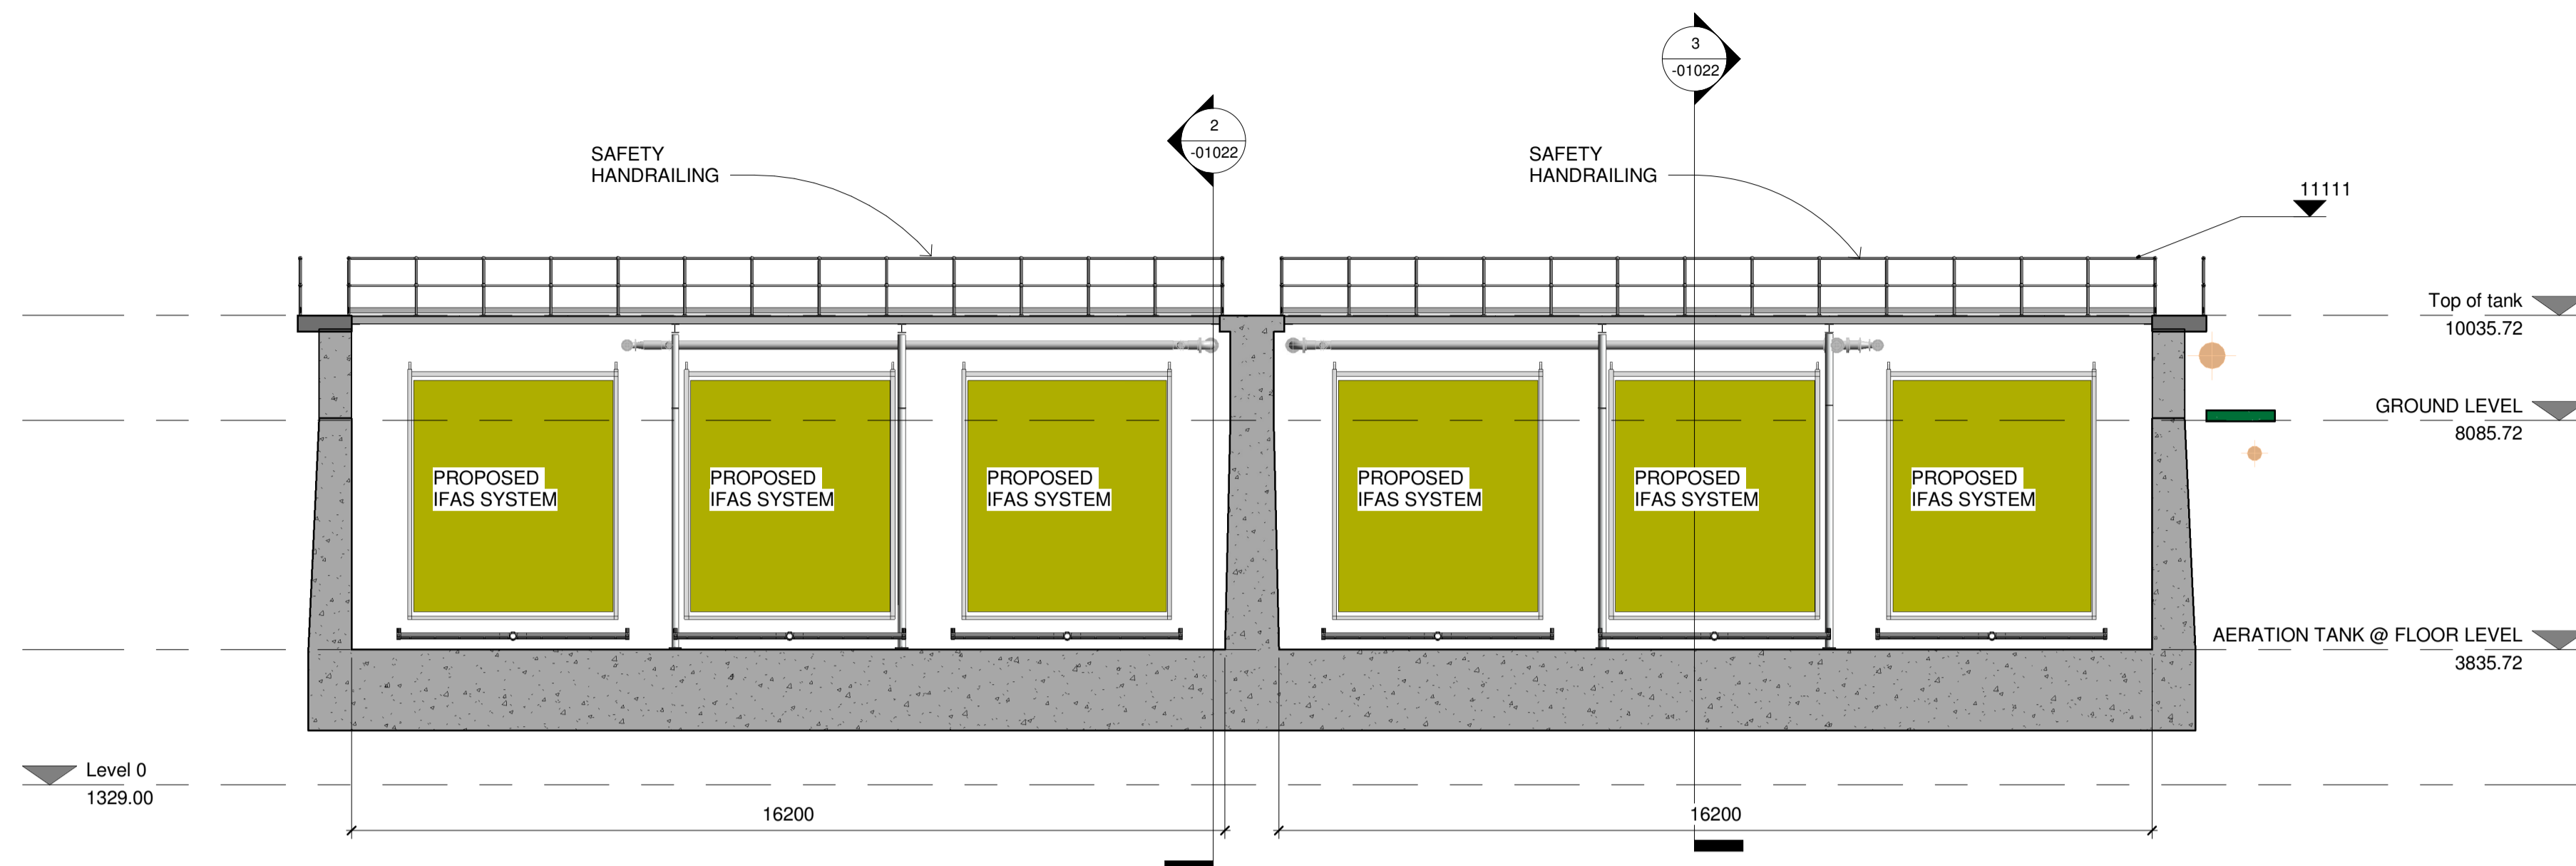 3
-01022
2
-01022
SAFETY
HANDRAILING
SAFETY
HANDRAILING
11111
Top of tank
10035.72
GROUND LEVEL
8085.72
PROPOSED
IFAS SYSTEM
PROPOSED
IFAS SYSTEM
PROPOSED
IFAS SYSTEM
PROPOSED
IFAS SYSTEM
PROPOSED
IFAS SYSTEM
PROPOSED
IFAS SYSTEM
AERATION TANK @ FLOOR LEVEL
3835.72
Level 0
1329.00
16200
16200